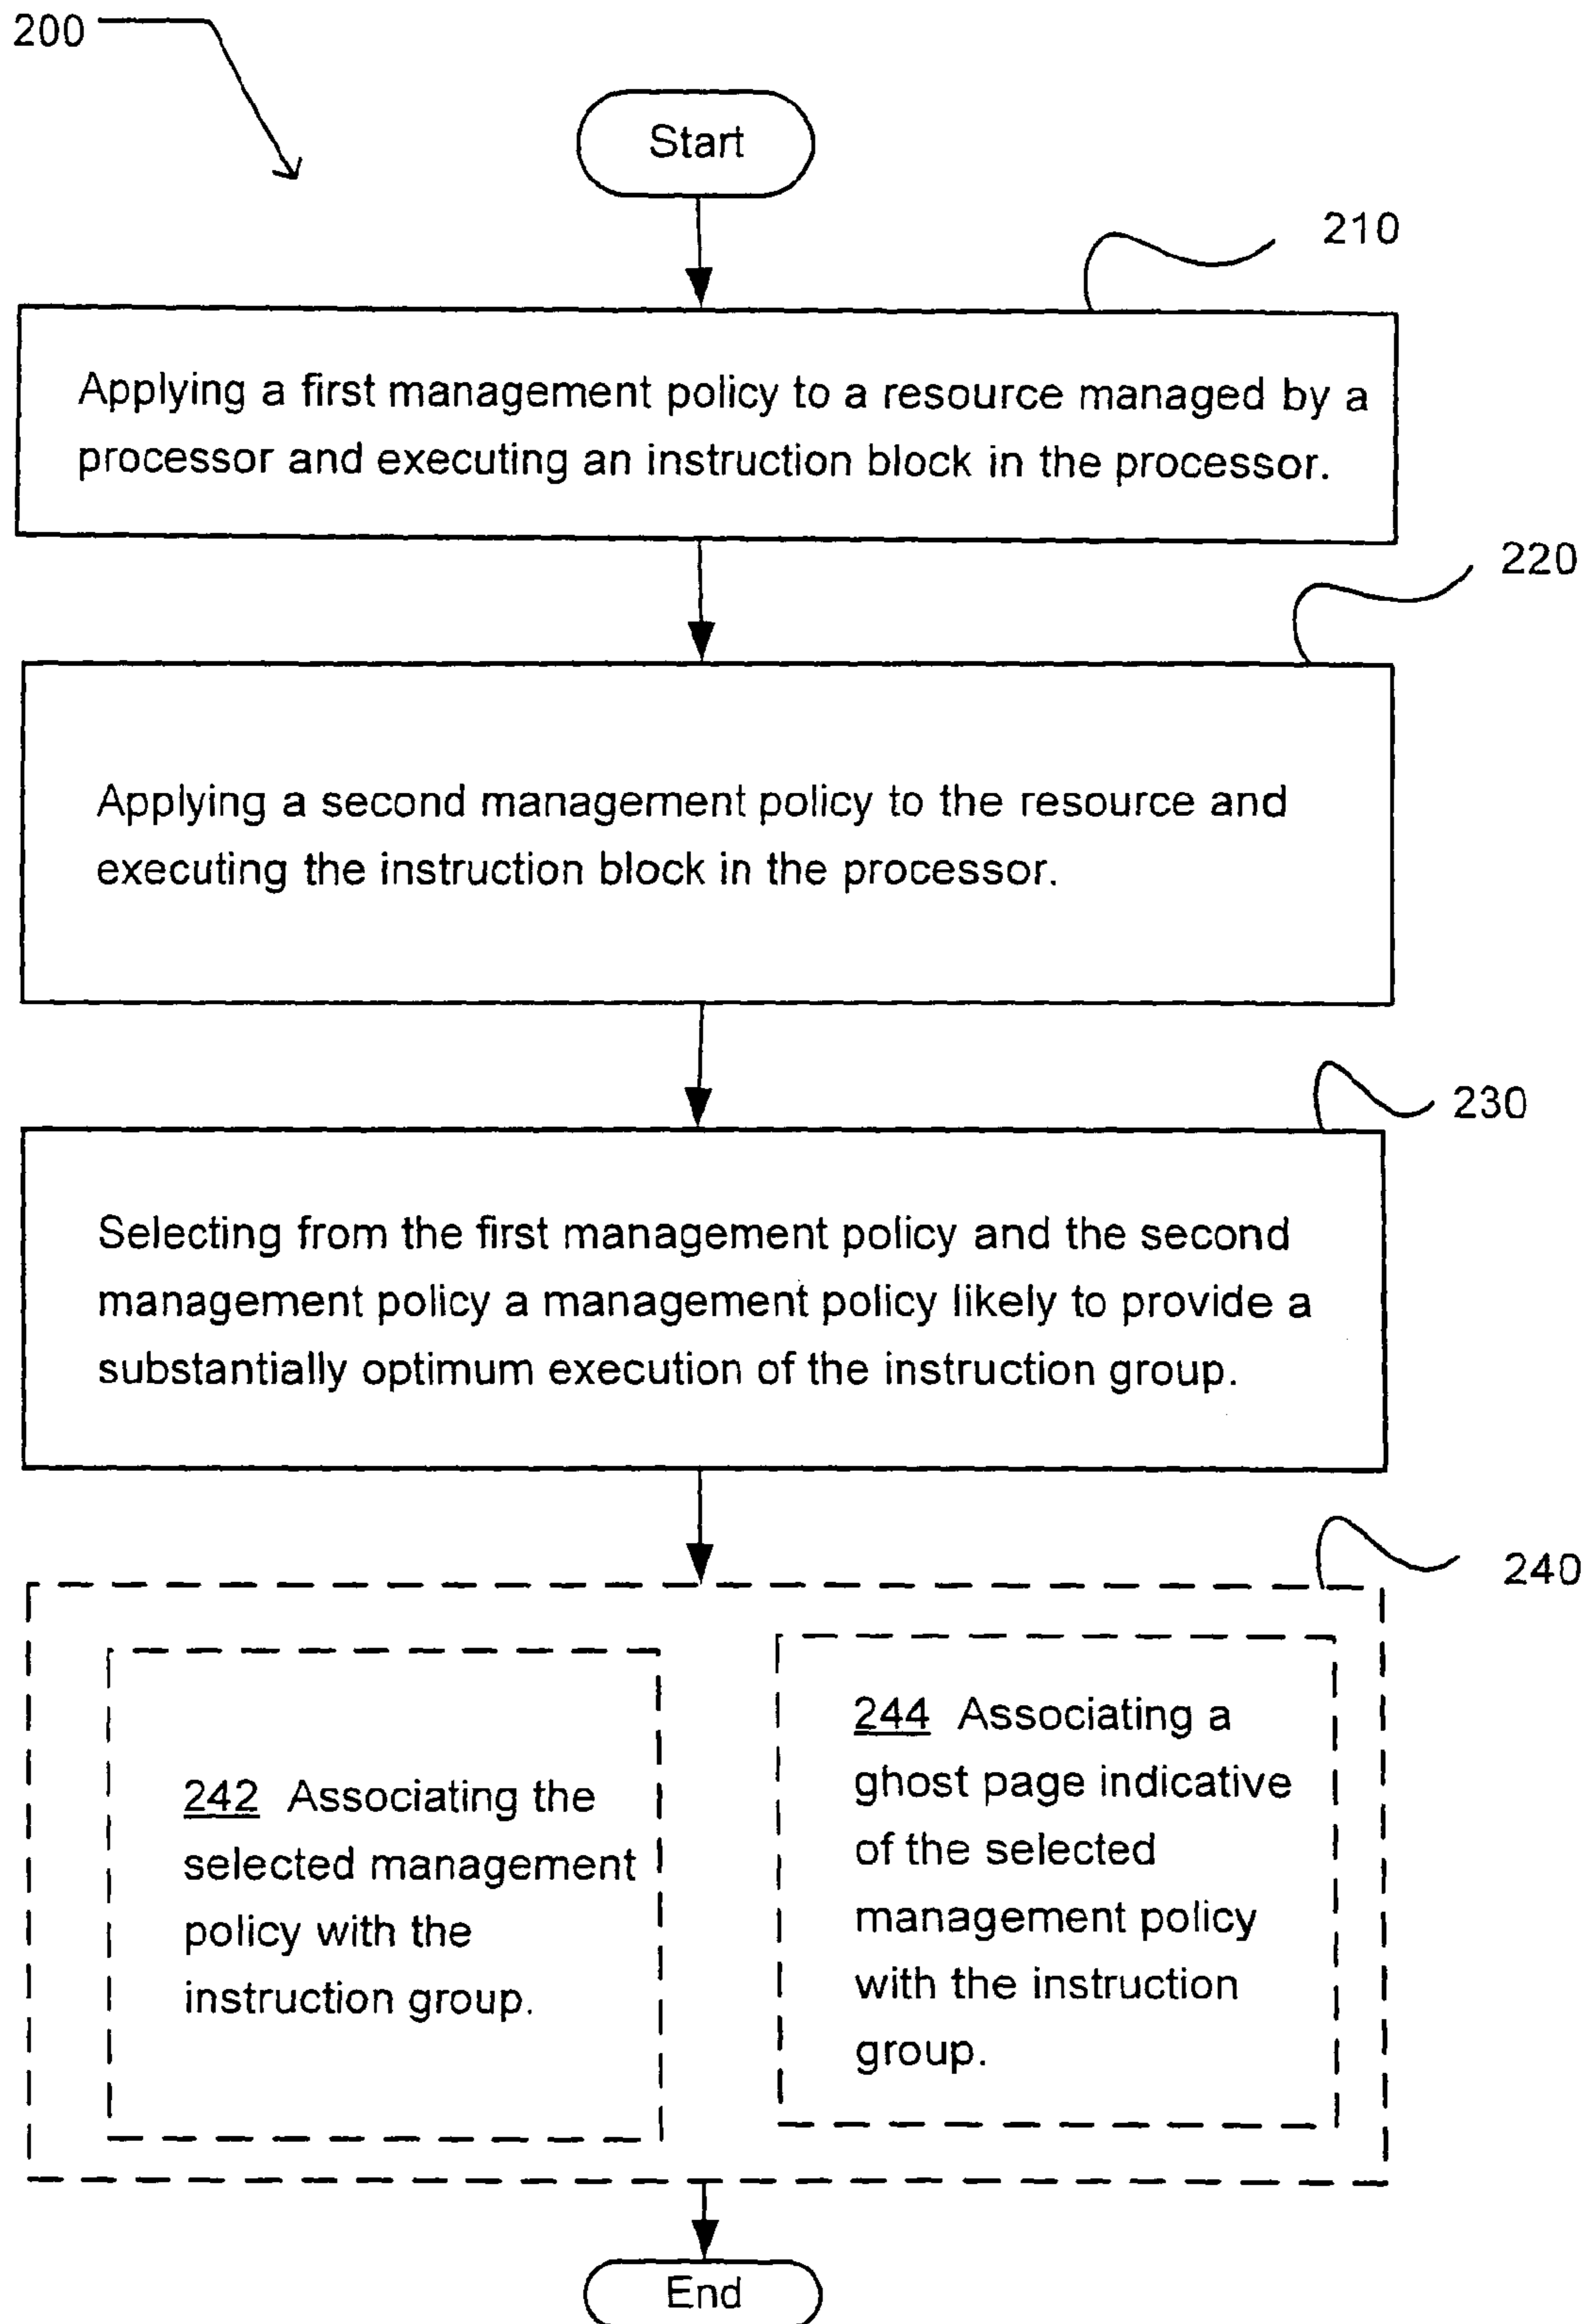 200
Start
210
Applying a first management policy to a resource managed by a
processor and executing an instruction block in the processor.
220
Applying a second management policy to the resource and
executing the instruction block in the processor.
230
Selecting from the first management policy and the second
management policy a management policy likely to provide a
substantially optimum execution of the instruction group.
240
242 Associating the
selected management
policy with the
instruction group.
244 Associating a
ghost page indicative
of the selected
management policy
with the instruction
group.
End